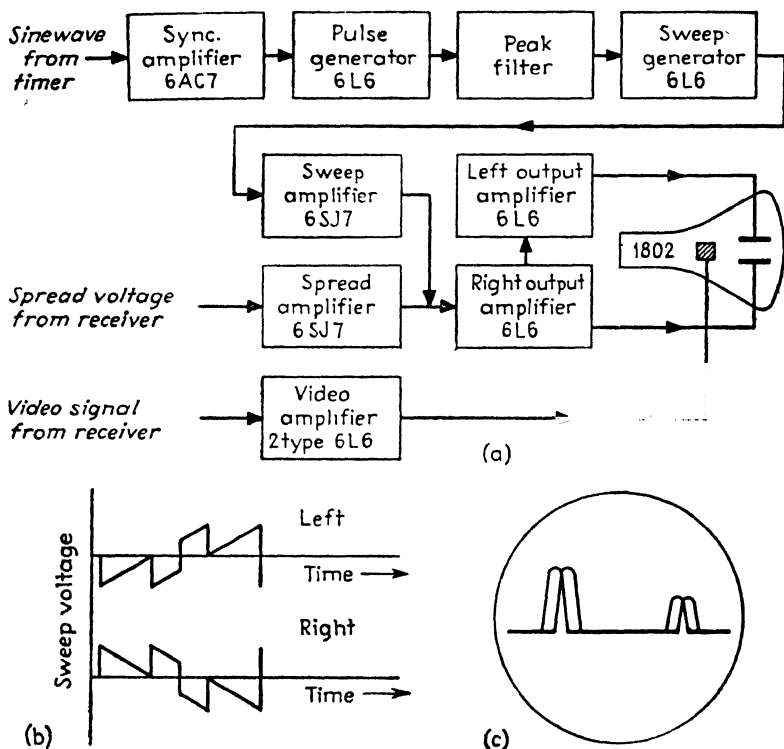 Sinewave
from
timer
Sync.
amplifier
6AC7
Pulse
generator
6L6
Peak
filter
Sweep
generator
6L6
Sweep
amplifier
6SJ7
Left output
amplifier
6L6
1802
Spread voltage
from receiver
Spread
amplifier
6SJ7
Right output
amplifier
6L6
Video signal
from receiver
Video
amplifier
2 type 6L6
(a)
Sweep voltage
Left
Time
Right
Time
(b)
(c)